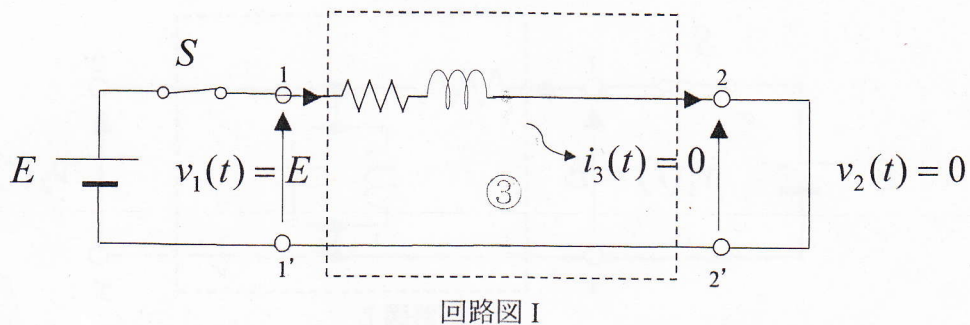 S
1
2
E
v₁(t) = E
i₃(t) = 0
v₂(t) = 0
③
1'
2'
回路図 I